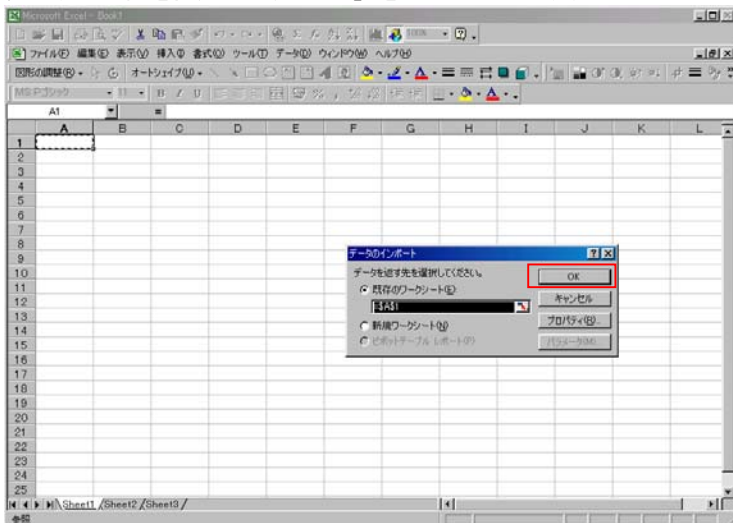 Microsoft Excel - Book1
100%
ファイル(F) 編集(E) 表示(V) 挿入(I) 書式(O) ツール(T) データ(D) ウィンドウ(W) ヘルプ(H)
図形の調整(R) オートシェイプ(U)
MS Pゴシック 11 B I U
A1 =
A B C D E F G H I J K L
1
2
3
4
5
6
7
8
9
10
11
12
13
14
15
16
17
18
19
20
21
22
23
24
25
データのインポート
データを返す先を選択してください。
OK
既存のワークシート(E):
キャンセル
=$A$1
プロパティ(R)...
新規ワークシート(N)
ピボットテーブル レポート(P)
パラメータ(M)...
Sheet1 Sheet2 Sheet3
参照